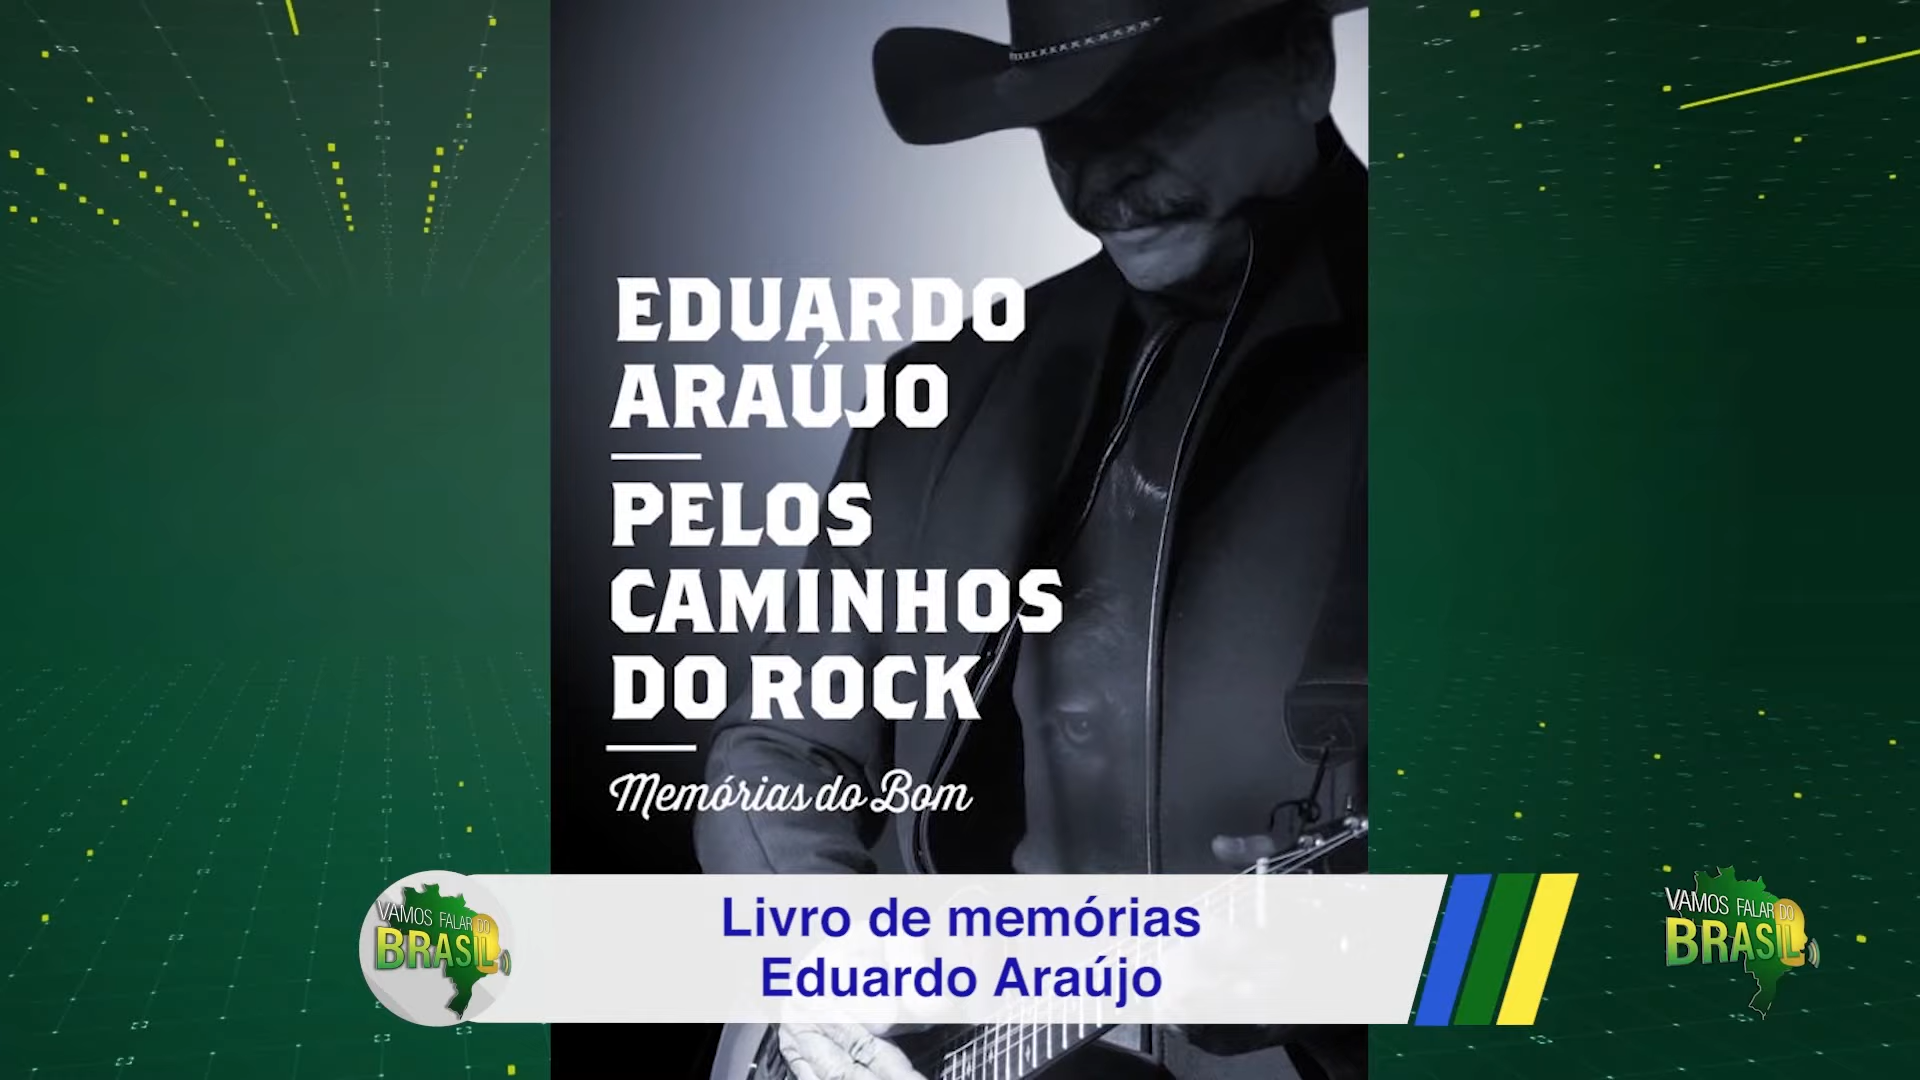 EDUARDO
ARAÚJO
PELOS
CAMINHOS
DO ROCK
Memórias do Bom
VAMOS FALAR DO
BRASIL
Livro de memórias
Eduardo Araújo
VAMOS FALAR DO
BRASIL